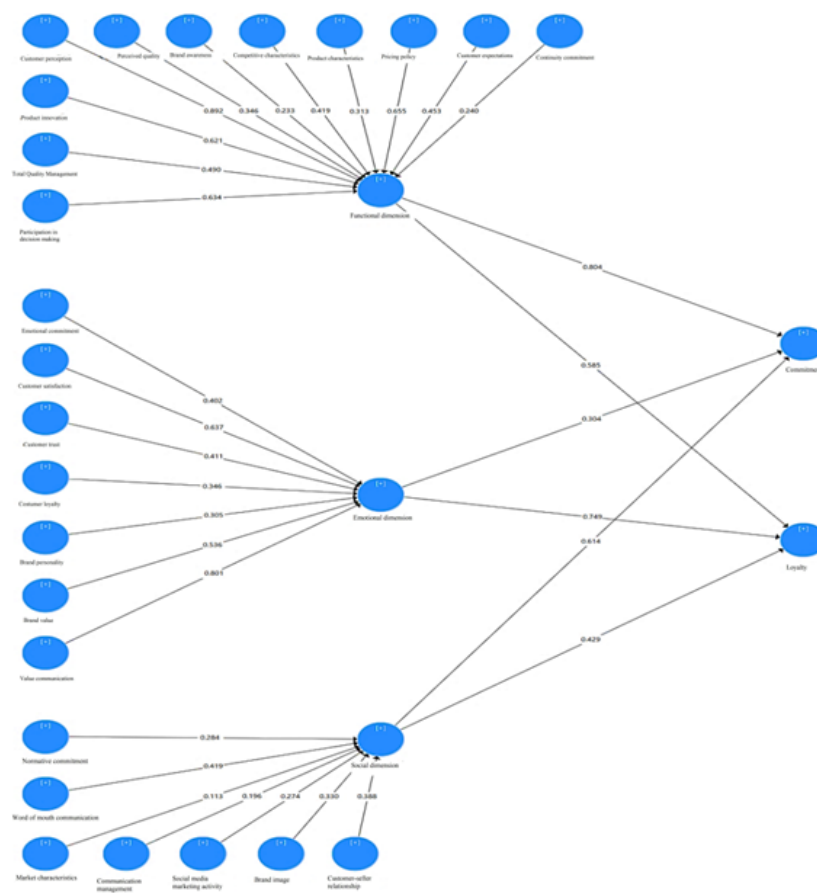 [+] [+] [+] [+] [+] [+] [+] [+]
Customer perception Perceived quality Brand awareness Competitive characteristics Product characteristics Pricing policy Customer expectations Continuity commitment
[+]
Product innovation
0.892 0.346 0.233 0.419 0.313 0.655 0.453 0.240
0.621
[+]
Total Quality Management
0.490
[+]
Functional dimension
[+]
0.634
Participation in
decision making
0.804
[+]
Emotional commitment
[+]
Commitment
[+]
Customer satisfaction
0.585
0.402
[+]
Customer trust
0.637
0.304
0.411
[+]
Costumer loyalty
0.346
[+]
Emotional dimension
0.305
0.749
[+]
Brand personality
0.536
0.614
[+]
Loyalty
0.801
[+]
Brand value
[+]
Value communication
0.429
[+]
Normative commitment
0.284
[+]
Social dimension
[+]
Word of mouth communication
0.419
0.113 0.196 0.274 0.330 0.388
[+] [+] [+] [+] [+]
Market characteristics
Communication
management
Social media
marketing activity
Brand image
Customer-seller
relationship